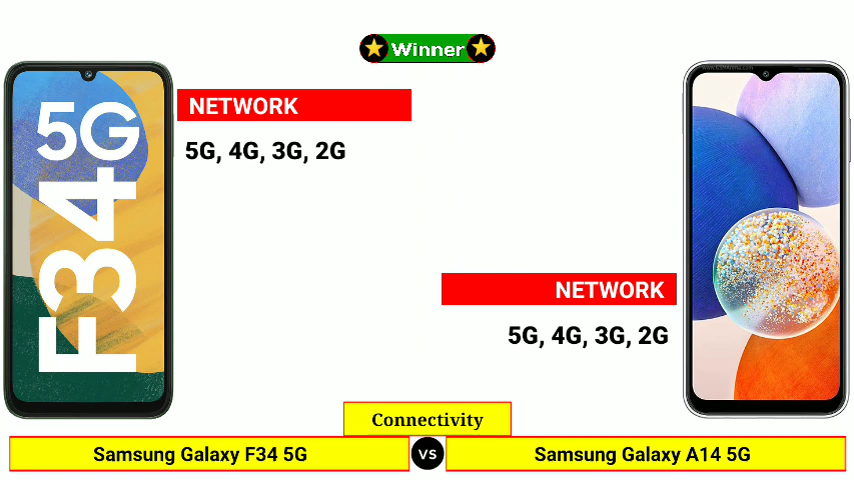 Winner
5G
F34
NETWORK
5G, 4G, 3G, 2G
NETWORK
5G, 4G, 3G, 2G
Connectivity
Samsung Galaxy F34 5G
VS
Samsung Galaxy A14 5G